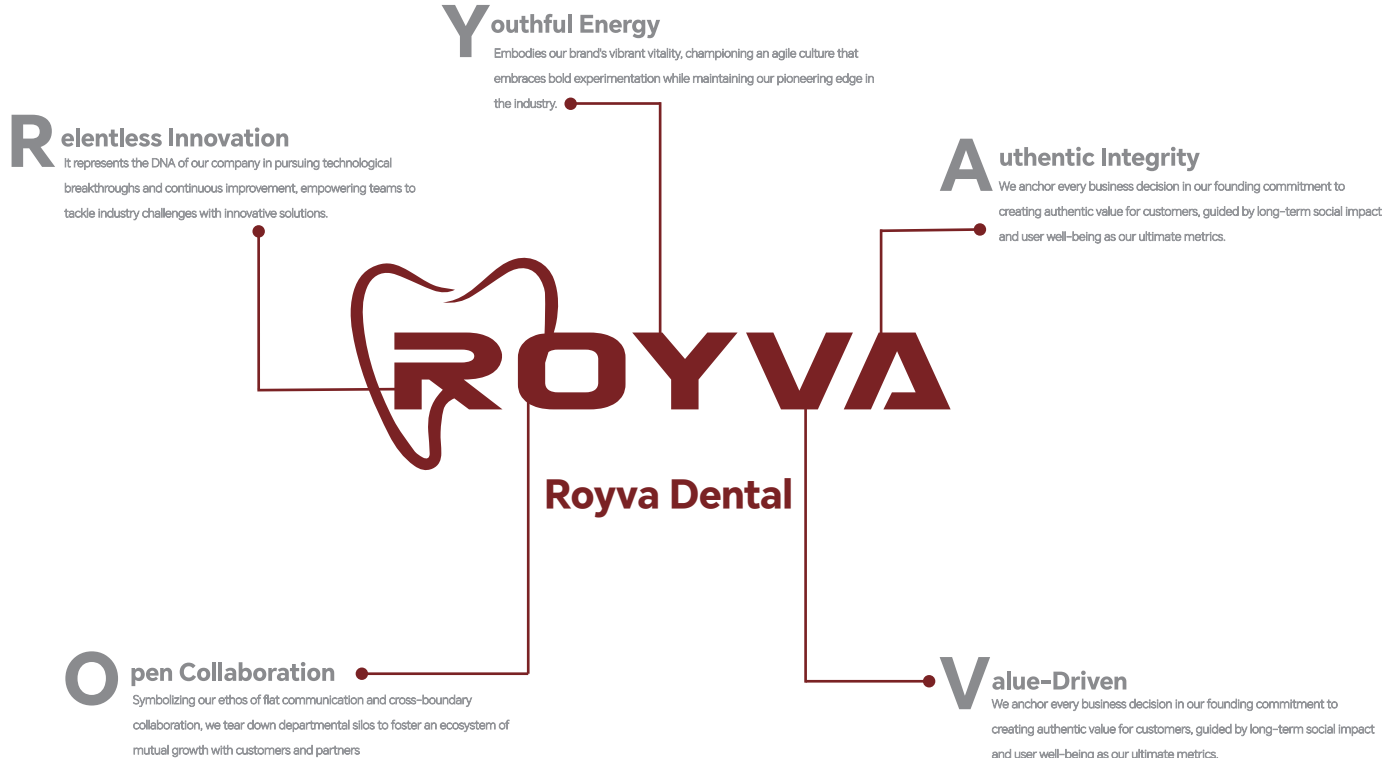 Youthful Energy
Embodies our brand's vibrant vitality, championing an agile culture that
embraces bold experimentation while maintaining our pioneering edge in
the industry.
Relentless Innovation
It represents the DNA of our company in pursuing technological
breakthroughs and continuous improvement, empowering teams to
tackle industry challenges with innovative solutions.
Authentic Integrity
We anchor every business decision in our founding commitment to
creating authentic value for customers, guided by long-term social impact
and user well-being as our ultimate metrics.
ROYVA
Royva Dental
Open Collaboration
Symbolizing our ethos of flat communication and cross-boundary
collaboration, we tear down departmental silos to foster an ecosystem of
mutual growth with customers and partners
Value-Driven
We anchor every business decision in our founding commitment to
creating authentic value for customers, guided by long-term social impact
and user well-being as our ultimate metrics.